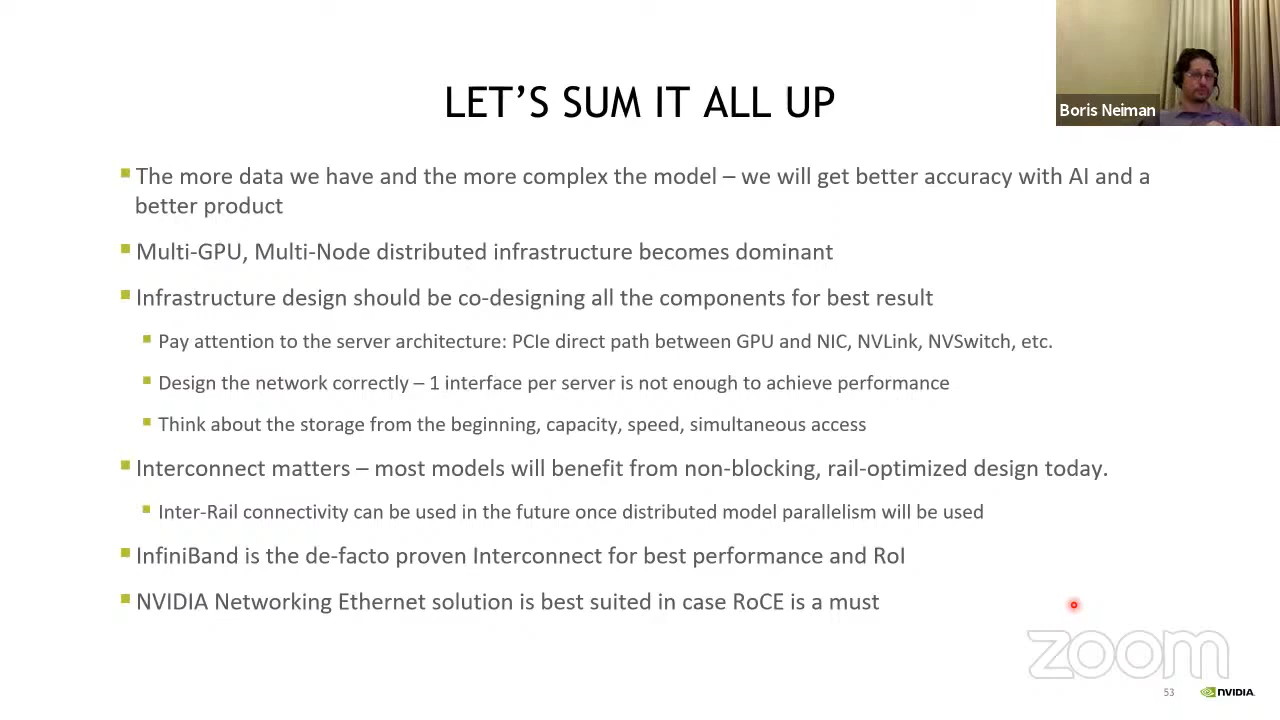 Boris Neiman
LET'S SUM IT ALL UP
The more data we have and the more complex the model – we will get better accuracy with AI and a
better product
Multi-GPU, Multi-Node distributed infrastructure becomes dominant
Infrastructure design should be co-designing all the components for best result
Pay attention to the server architecture: PCIe direct path between GPU and NIC, NVLink, NVSwitch, etc.
Design the network correctly – 1 interface per server is not enough to achieve performance
Think about the storage from the beginning, capacity, speed, simultaneous access
Interconnect matters – most models will benefit from non-blocking, rail-optimized design today.
Inter-Rail connectivity can be used in the future once distributed model parallelism will be used
InfiniBand is the de-facto proven Interconnect for best performance and RoI
NVIDIA Networking Ethernet solution is best suited in case RoCE is a must
zoom
53
NVIDIA.